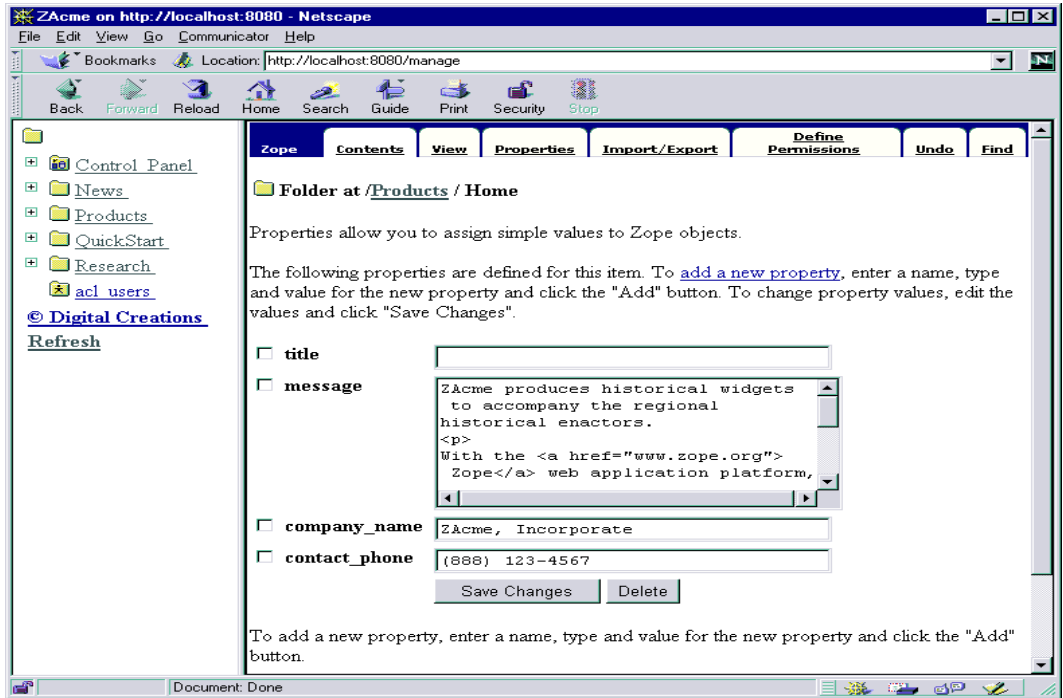 ZAcme on http://localhost:8080 - Netscape
File Edit View Go Communicator Help
Bookmarks Location: http://localhost:8080/manage
Back Forward Reload Home Search Guide Print Security Stop
Zope Contents View Properties Import/Export Define Permissions Undo Find
Control_Panel
News
Products
QuickStart
Research
acl_users
© Digital Creations
Refresh
Folder at /Products / Home
Properties allow you to assign simple values to Zope objects.
The following properties are defined for this item. To add a new property, enter a name, type
and value for the new property and click the "Add" button. To change property values, edit the
values and click "Save Changes".
title
message
ZAcme produces historical widgets
to accompany the regional
historical enactors.
<p>
With the <a href="www.zope.org">
Zope</a> web application platform,
company_name ZAcme, Incorporate
contact_phone (888) 123-4567
Save Changes Delete
To add a new property, enter a name, type and value for the new property and click the "Add"
button.
Document: Done